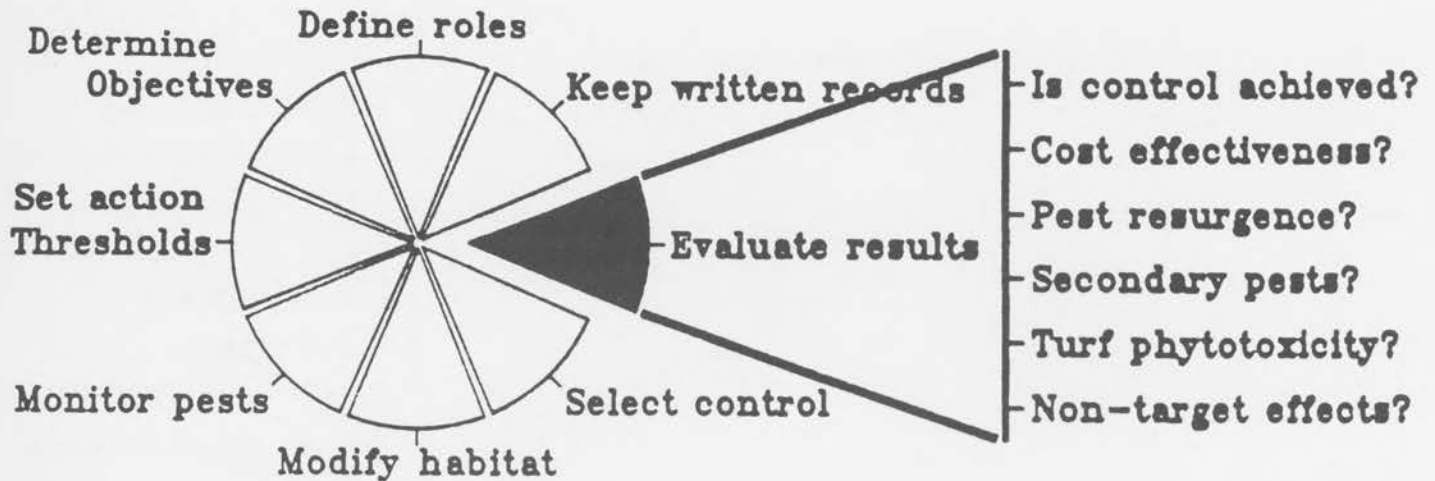 Define roles
Determine
Objectives
Keep written records
Set action
Thresholds
Evaluate results
Monitor pests
Select control
Modify habitat
Is control achieved?
Cost effectiveness?
Pest resurgence?
Secondary pests?
Turf phytotoxicity?
Non-target effects?